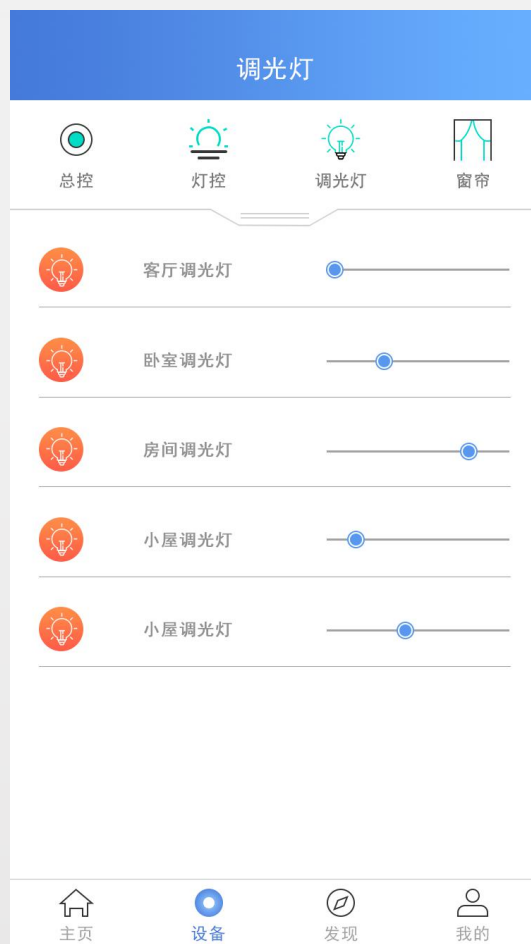 调光灯
总控 灯控 调光灯 窗帘
客厅调光灯
卧室调光灯
房间调光灯
小屋调光灯
小屋调光灯
主页 设备 发现 我的